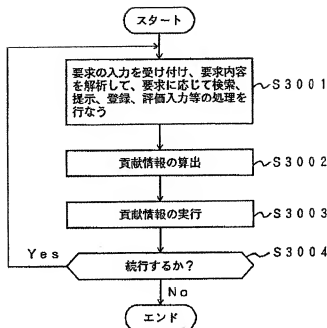 スタート
要求の入力を受け付け、要求内容
を解析して、要求に応じて検索、
提示、登録、評価入力等の処理を
行なう
S3001
貢献情報の算出
S3002
貢献情報の実行
S3003
続行するか？
S3004
Yes
No
エンド